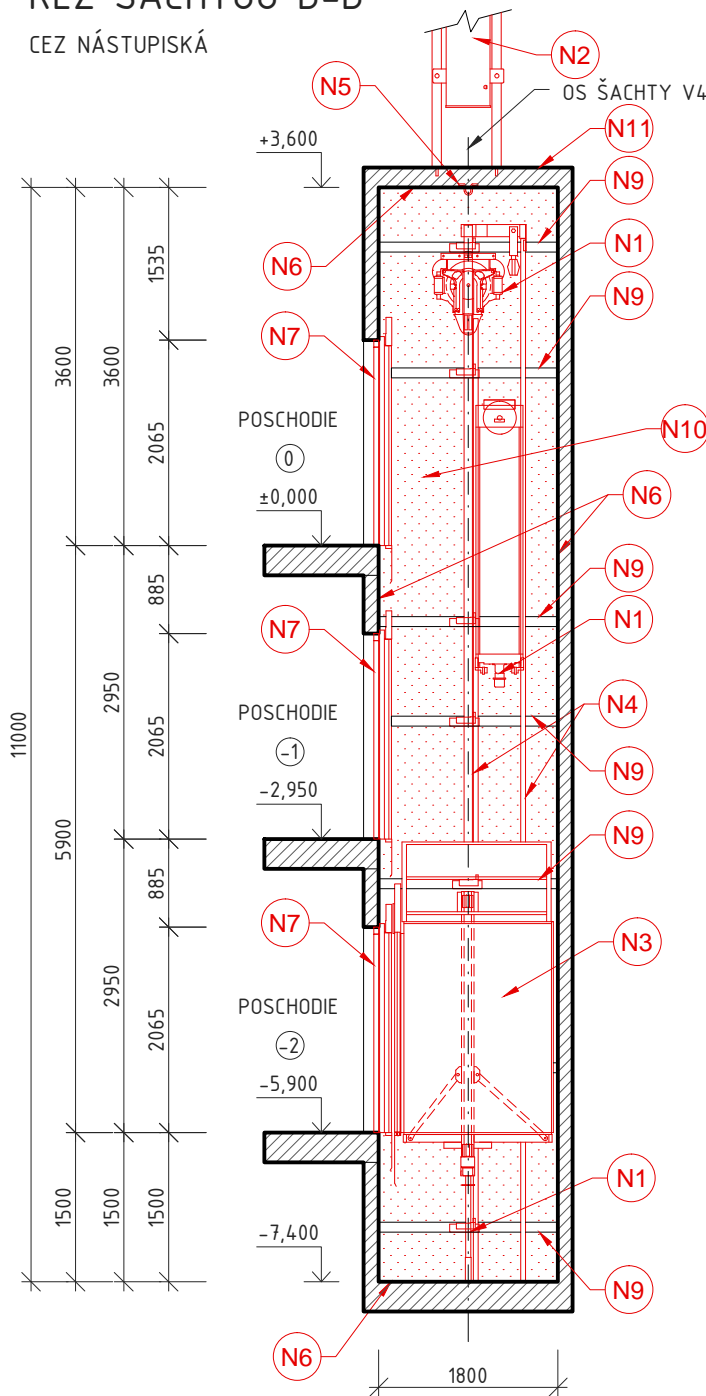 CEZ NÁSTUPISKÁ
N2
N5
OS ŠACHTY V4
N11
+3,600
N9
N6
N1
1535
N9
N7
3600
3600
2065
POSCHODIE
0
N10
±0,000
N6
885
N9
N7
N1
2950
POSCHODIE
-1
2065
N4
11000
N9
-2,950
5900
N9
885
N7
N3
2950
2065
POSCHODIE
-2
-5,900
N1
1500
1500
1500
-7,400
N9
N6
1800